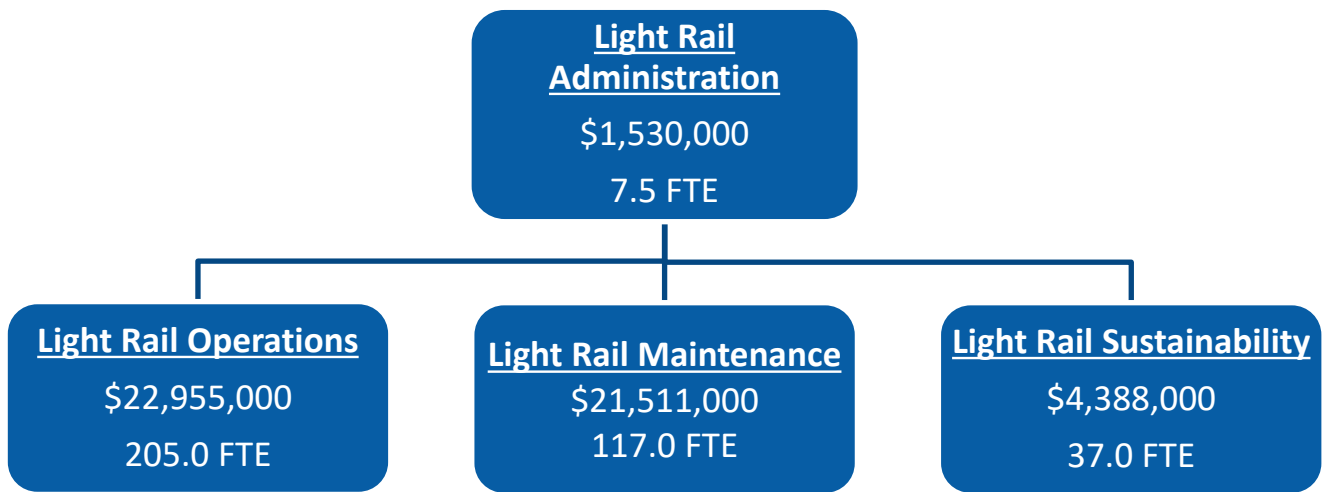 Light Rail
Administration
$1,530,000
7.5 FTE
Light Rail Operations
$22,955,000
205.0 FTE
Light Rail Maintenance
$21,511,000
117.0 FTE
Light Rail Sustainability
$4,388,000
37.0 FTE